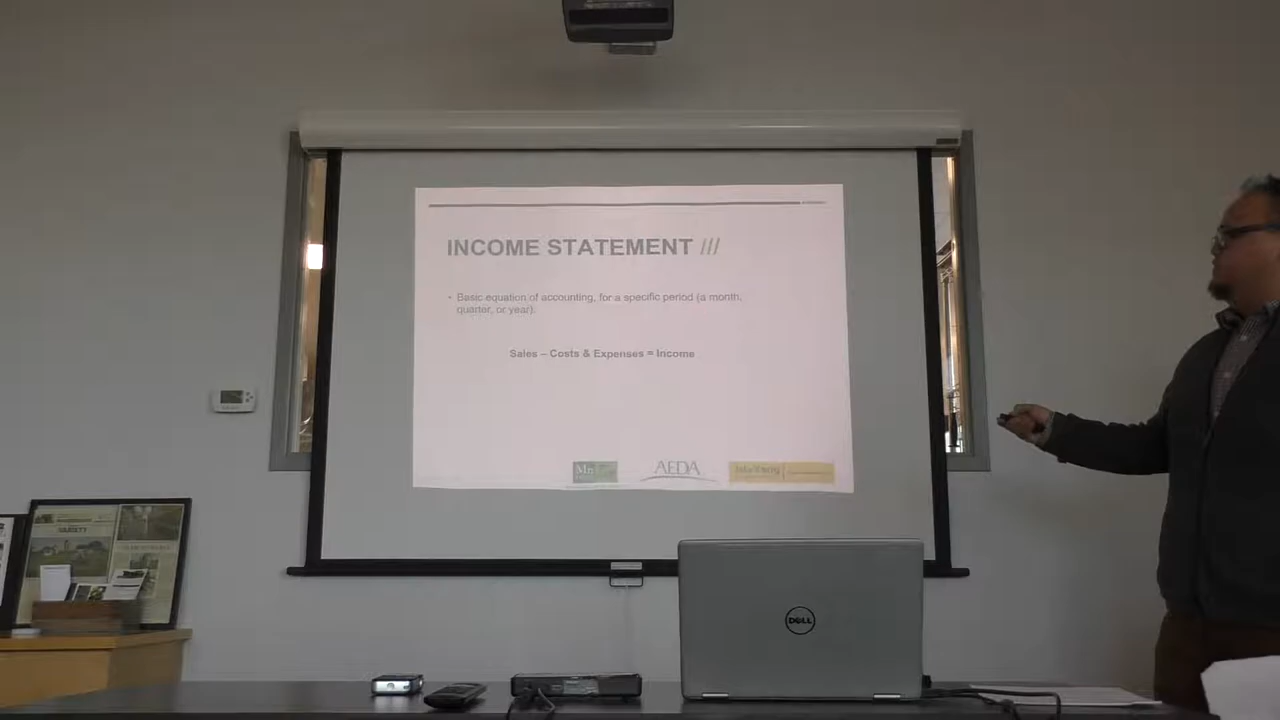 INCOME STATEMENT ///
• Basic equation of accounting, for a specific period (a month,
quarter, or year).
Sales – Costs & Expenses = Income
AEDA
VARIETY
DELL